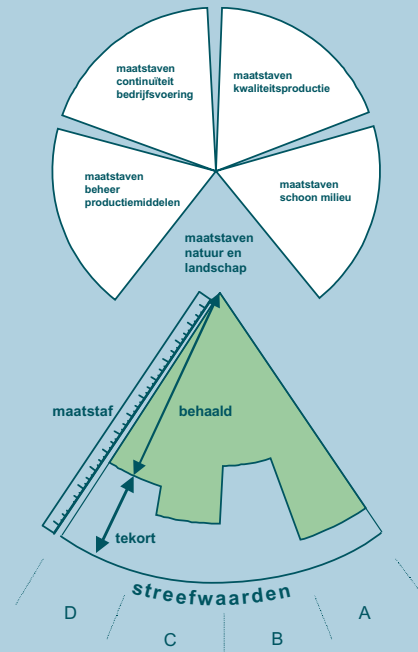 maatstaven
continuïteit
bedrijfsvoering
maatstaven
kwaliteitsproductie
maatstaven
beheer
productiemiddelen
maatstaven
schoon milieu
maatstaven
natuur en
landschap
maatstaf
behaald
tekort
streefwaarden
D
C
B
A